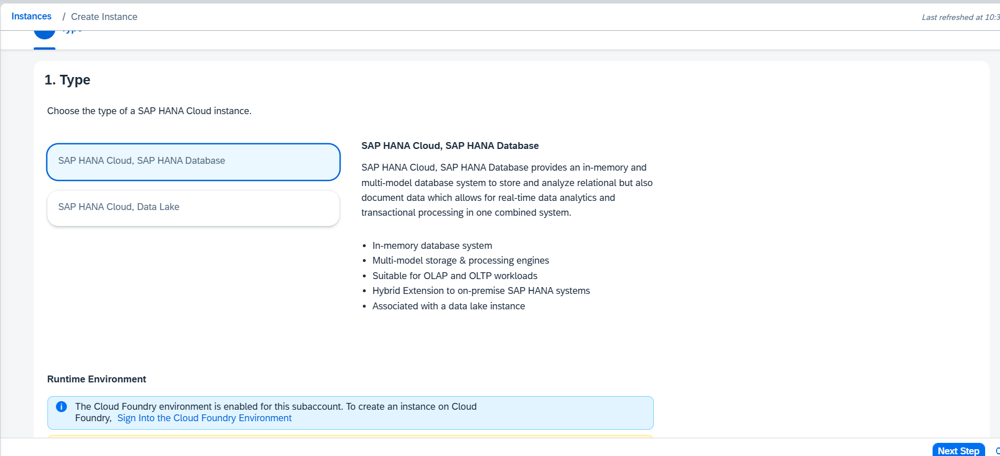 Instances / Create Instance
Last refreshed at 10:3
Type
1. Type
Choose the type of a SAP HANA Cloud instance.
SAP HANA Cloud, SAP HANA Database
SAP HANA Cloud, Data Lake
SAP HANA Cloud, SAP HANA Database
SAP HANA Cloud, SAP HANA Database provides an in-memory and
multi-model database system to store and analyze relational but also
document data which allows for real-time data analytics and
transactional processing in one combined system.
• In-memory database system
• Multi-model storage & processing engines
• Suitable for OLAP and OLTP workloads
• Hybrid Extension to on-premise SAP HANA systems
• Associated with a data lake instance
Runtime Environment
The Cloud Foundry environment is enabled for this subaccount. To create an instance on Cloud
Foundry, Sign Into the Cloud Foundry Environment
Next Step